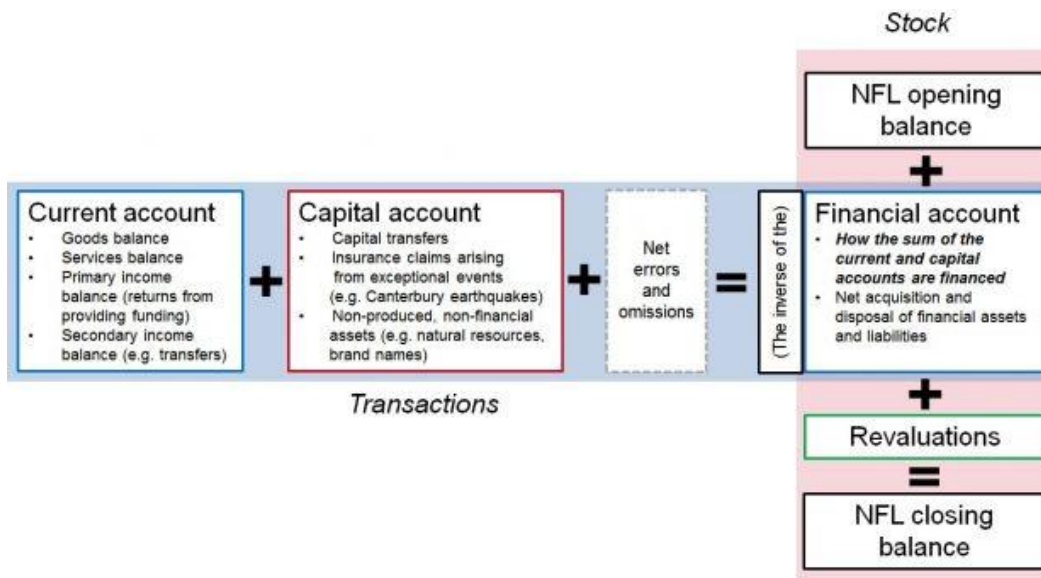 Stock
NFL opening
balance
+
Current account
• Goods balance
• Services balance
• Primary income
balance (returns from
providing funding)
• Secondary income
balance (e.g. transfers)
+
Capital account
• Capital transfers
• Insurance claims arising
from exceptional events
(e.g. Canterbury earthquakes)
• Non-produced, non-financial
assets (e.g. natural resources,
brand names)
+
Net
errors
and
omissions
=
(The inverse of the)
Financial account
• How the sum of the
current and capital
accounts are financed
• Net acquisition and
disposal of financial assets
and liabilities
Transactions
+
Revaluations
=
NFL closing
balance